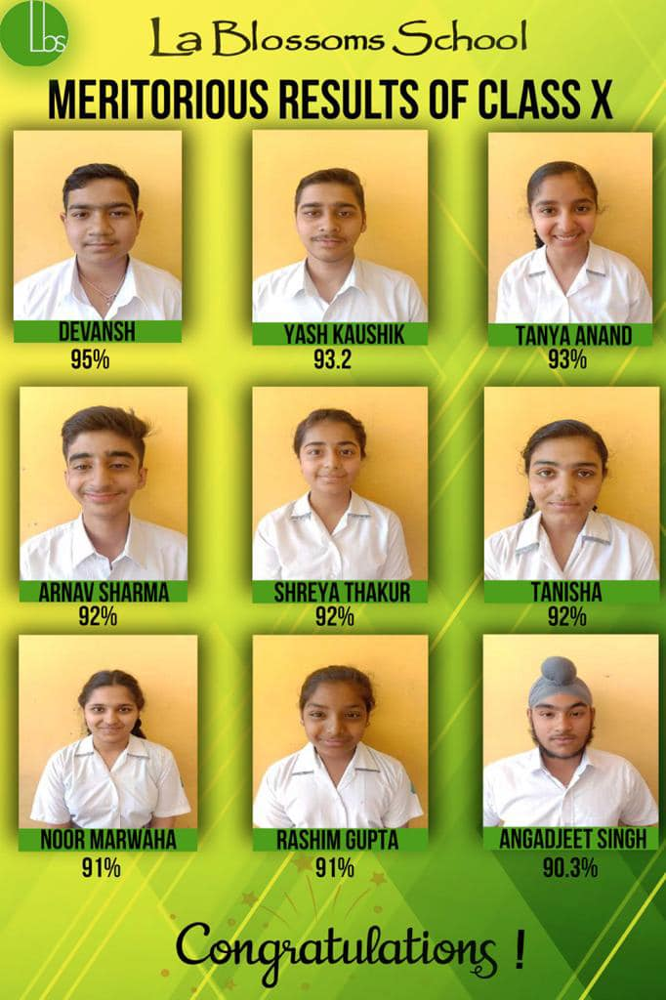 Lbs
La Blossoms School
MERITORIOUS RESULTS OF CLASS X
DEVANSH
95%
YASH KAUSHIK
93.2
TANYA ANAND
93%
ARNAV SHARMA
92%
SHREYA THAKUR
92%
TANISHA
92%
NOOR MARWAHA
91%
RASHIM GUPTA
91%
ANGADJEET SINGH
90.3%
Congratulations !